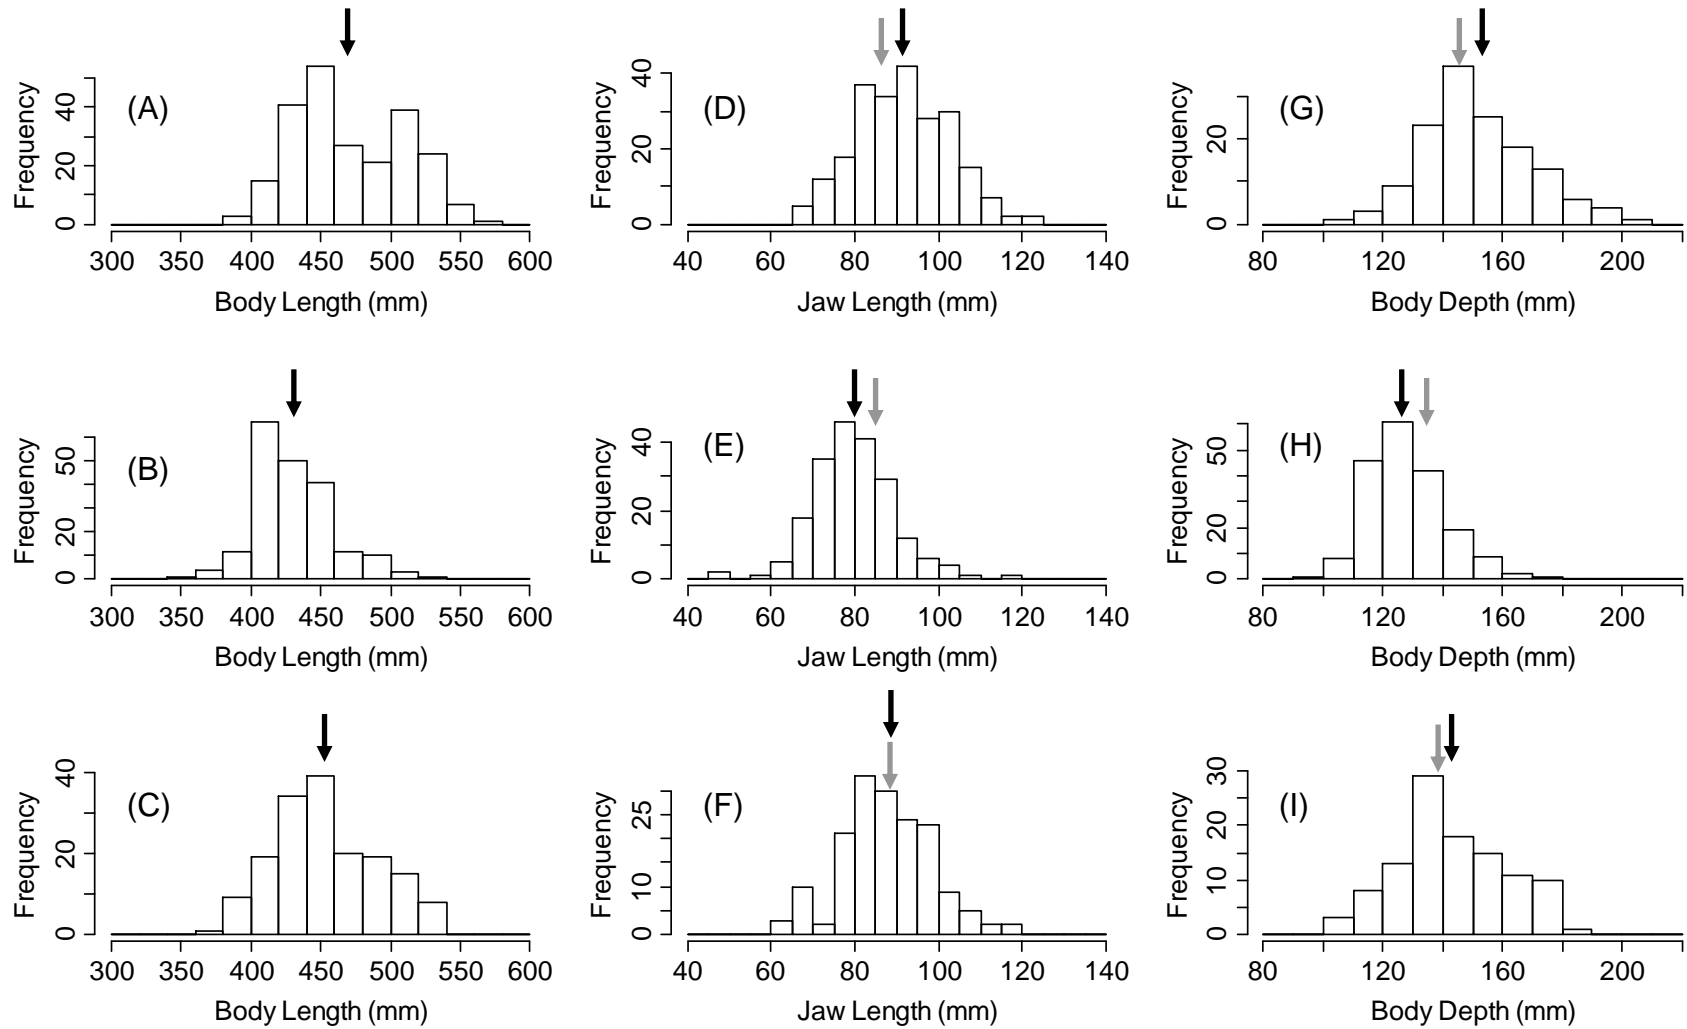 Frequency
0 20 40
(A)
300 350 400 450 500 550 600
Body Length (mm)
Frequency
0 20 40
(D)
40 60 80 100 120 140
Jaw Length (mm)
Frequency
0 20
(G)
80 120 160 200
Body Depth (mm)
Frequency
0 20 50
(B)
300 350 400 450 500 550 600
Body Length (mm)
Frequency
0 20 40
(E)
40 60 80 100 120 140
Jaw Length (mm)
Frequency
0 20 50
(H)
80 120 160 200
Body Depth (mm)
Frequency
0 20 40
(C)
300 350 400 450 500 550 600
Body Length (mm)
Frequency
0 10 25
(F)
40 60 80 100 120 140
Jaw Length (mm)
Frequency
0 10 20 30
(I)
80 120 160 200
Body Depth (mm)